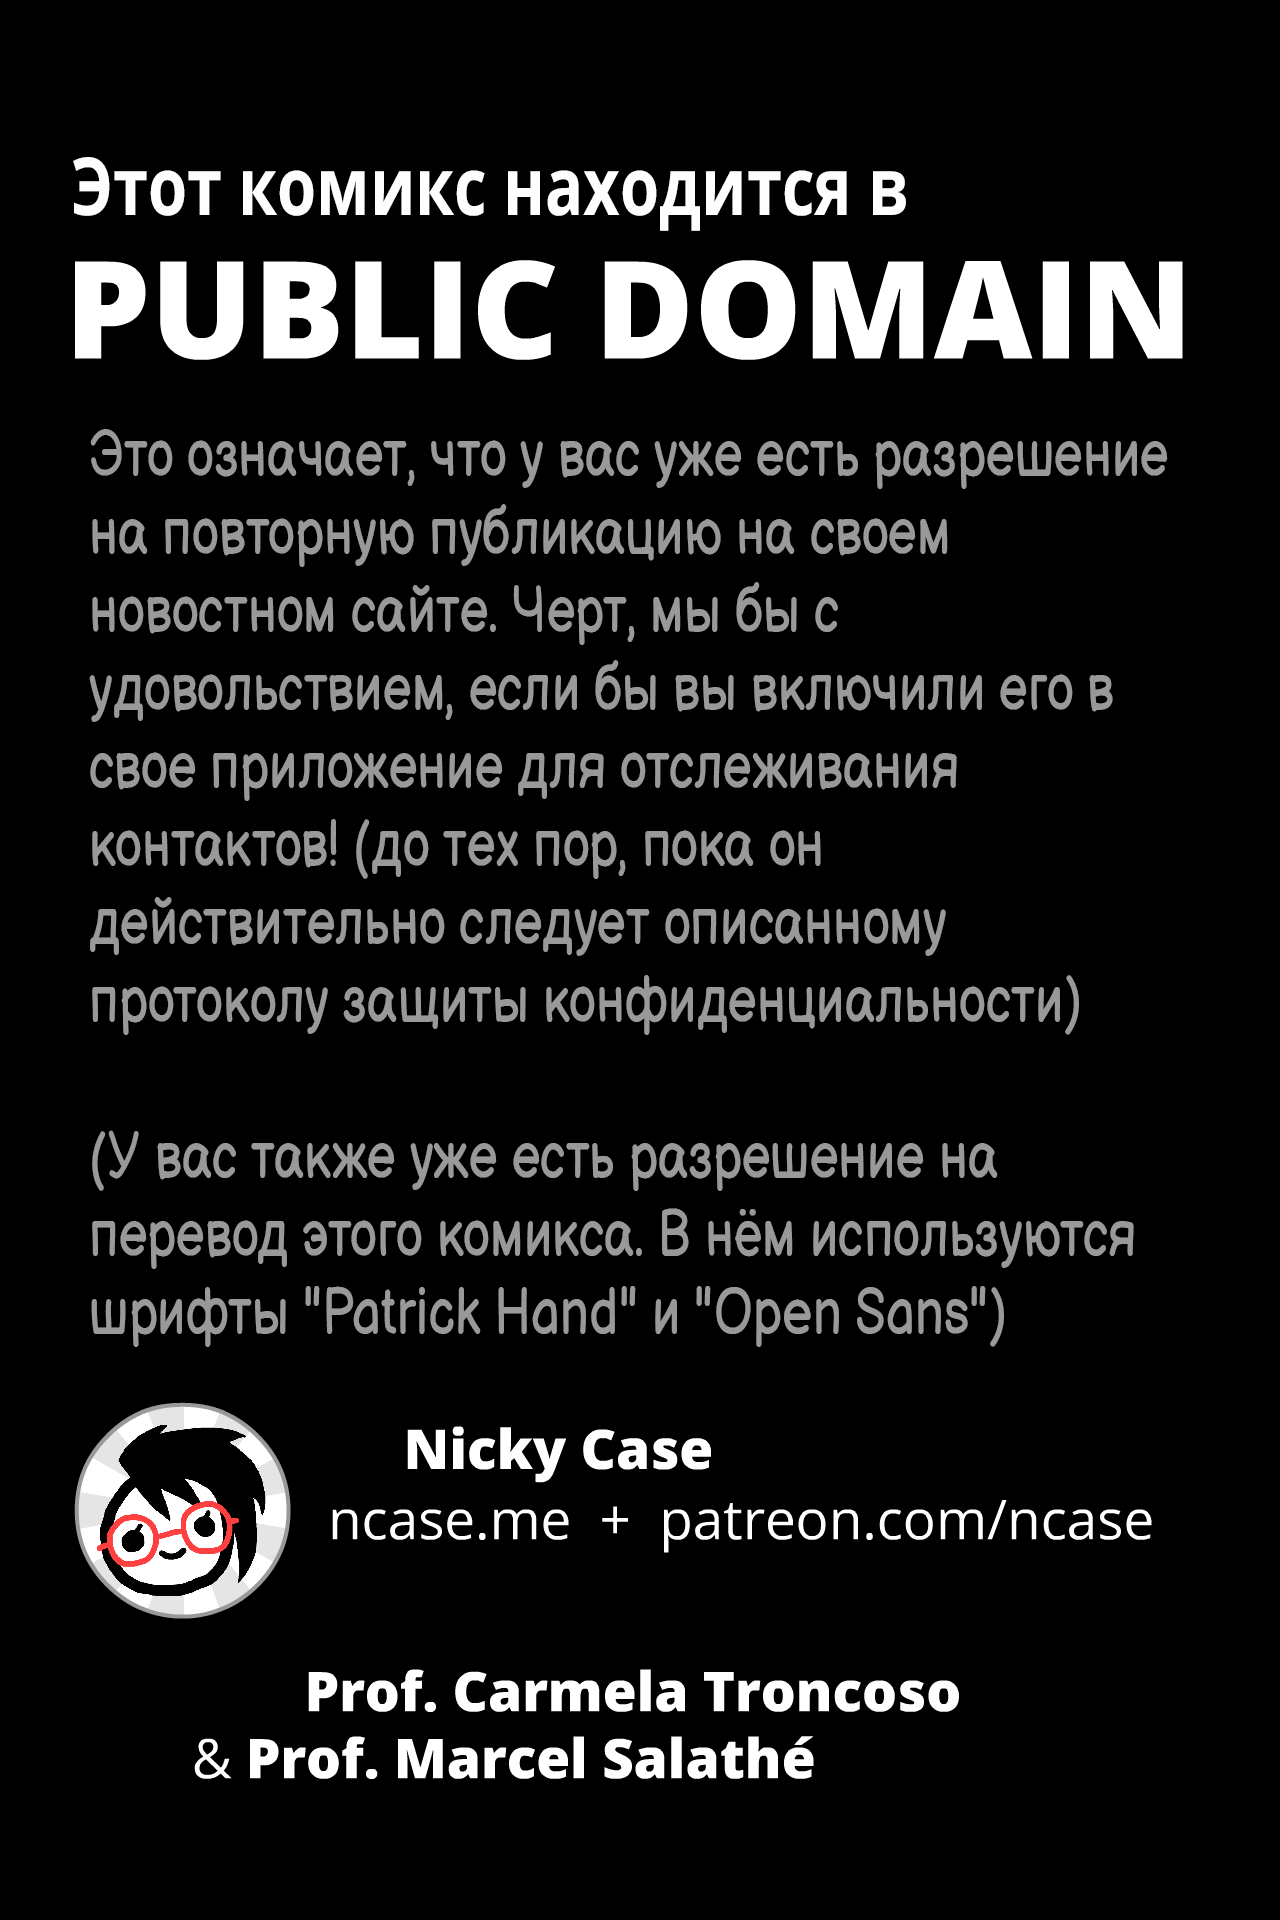 Этот комикс находится в
PUBLIC DOMAIN
Это означает, что у вас уже есть разрешение
на повторную публикацию на своем
новостном сайте. Черт, мы бы с
удовольствием, если бы вы включили его в
свое приложение для отслеживания
контактов! (до тех пор, пока он
действительно следует описанному
протоколу защиты конфиденциальности)
(У вас также уже есть разрешение на
перевод этого комикса. В нём используются
шрифты "Patrick Hand" и "Open Sans")
Nicky Case
ncase.me + patreon.com/ncase
Prof. Carmela Troncoso
& Prof. Marcel Salathé